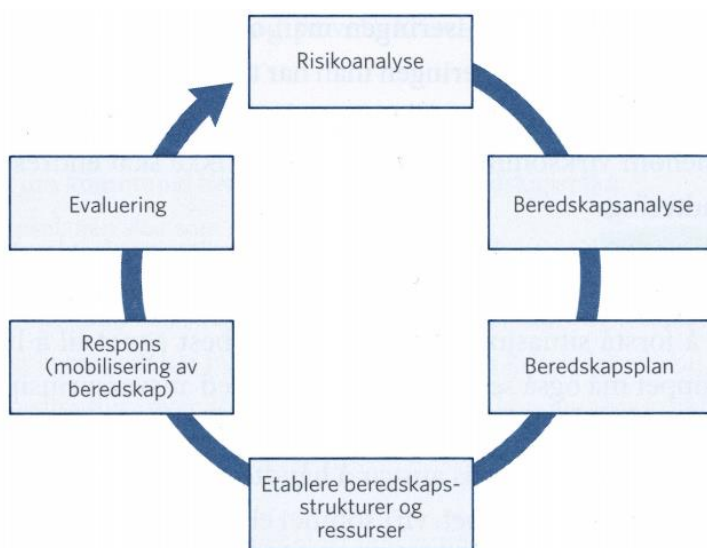 Risikoanalyse
Beredskapsanalyse
Beredskapsplan
Etablere beredskaps-
strukturer og
ressurser
Respons
(mobilisering av
beredskap)
Evaluering